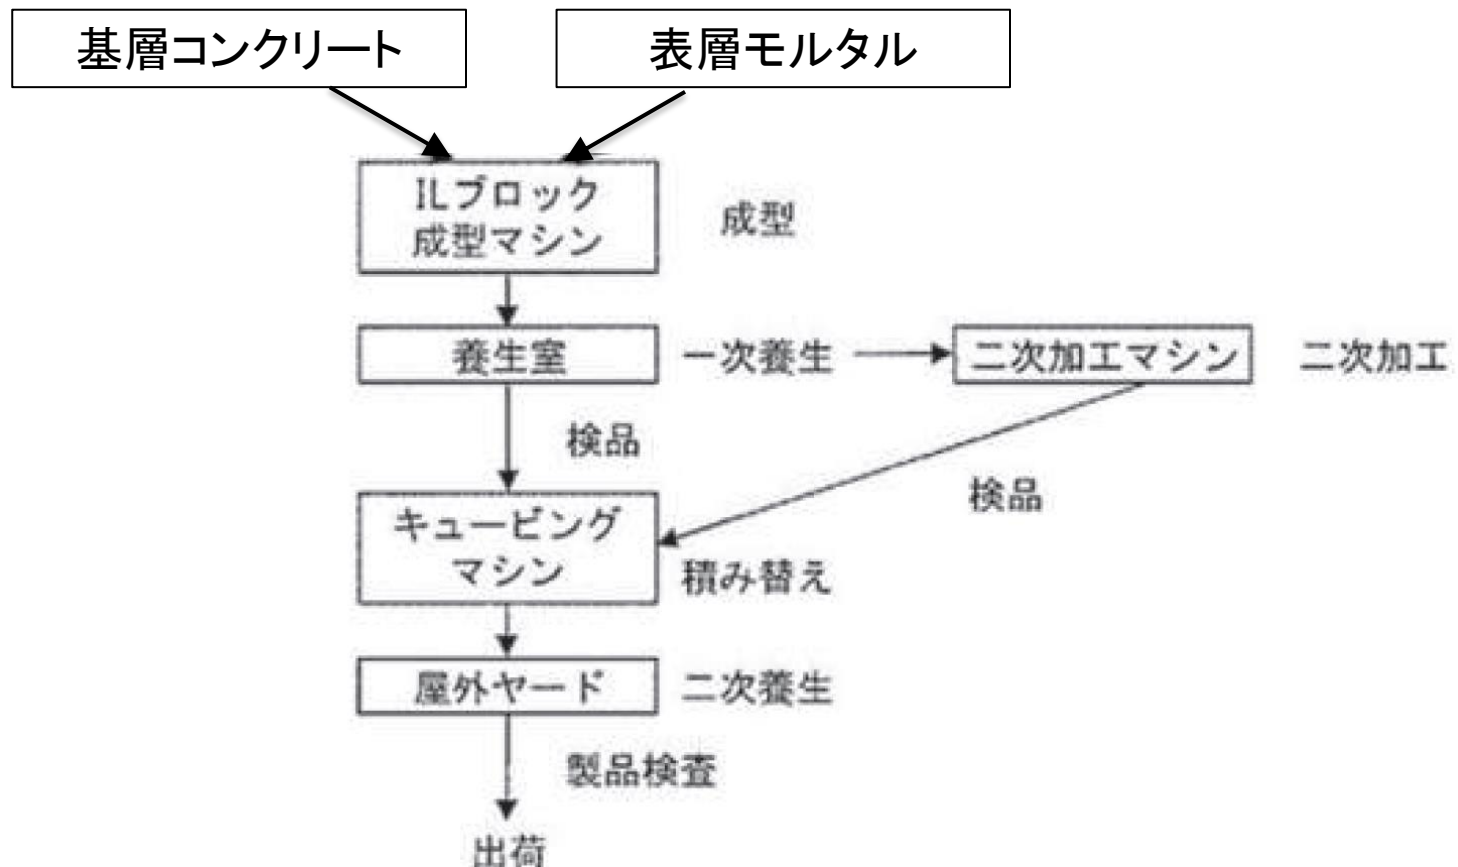 基層コンクリート
表層モルタル
ILブロック
成型マシン
成型
養生室
一次養生
二次加工マシン
二次加工
検品
検品
キュービング
マシン
積み替え
屋外ヤード
二次養生
製品検査
出荷